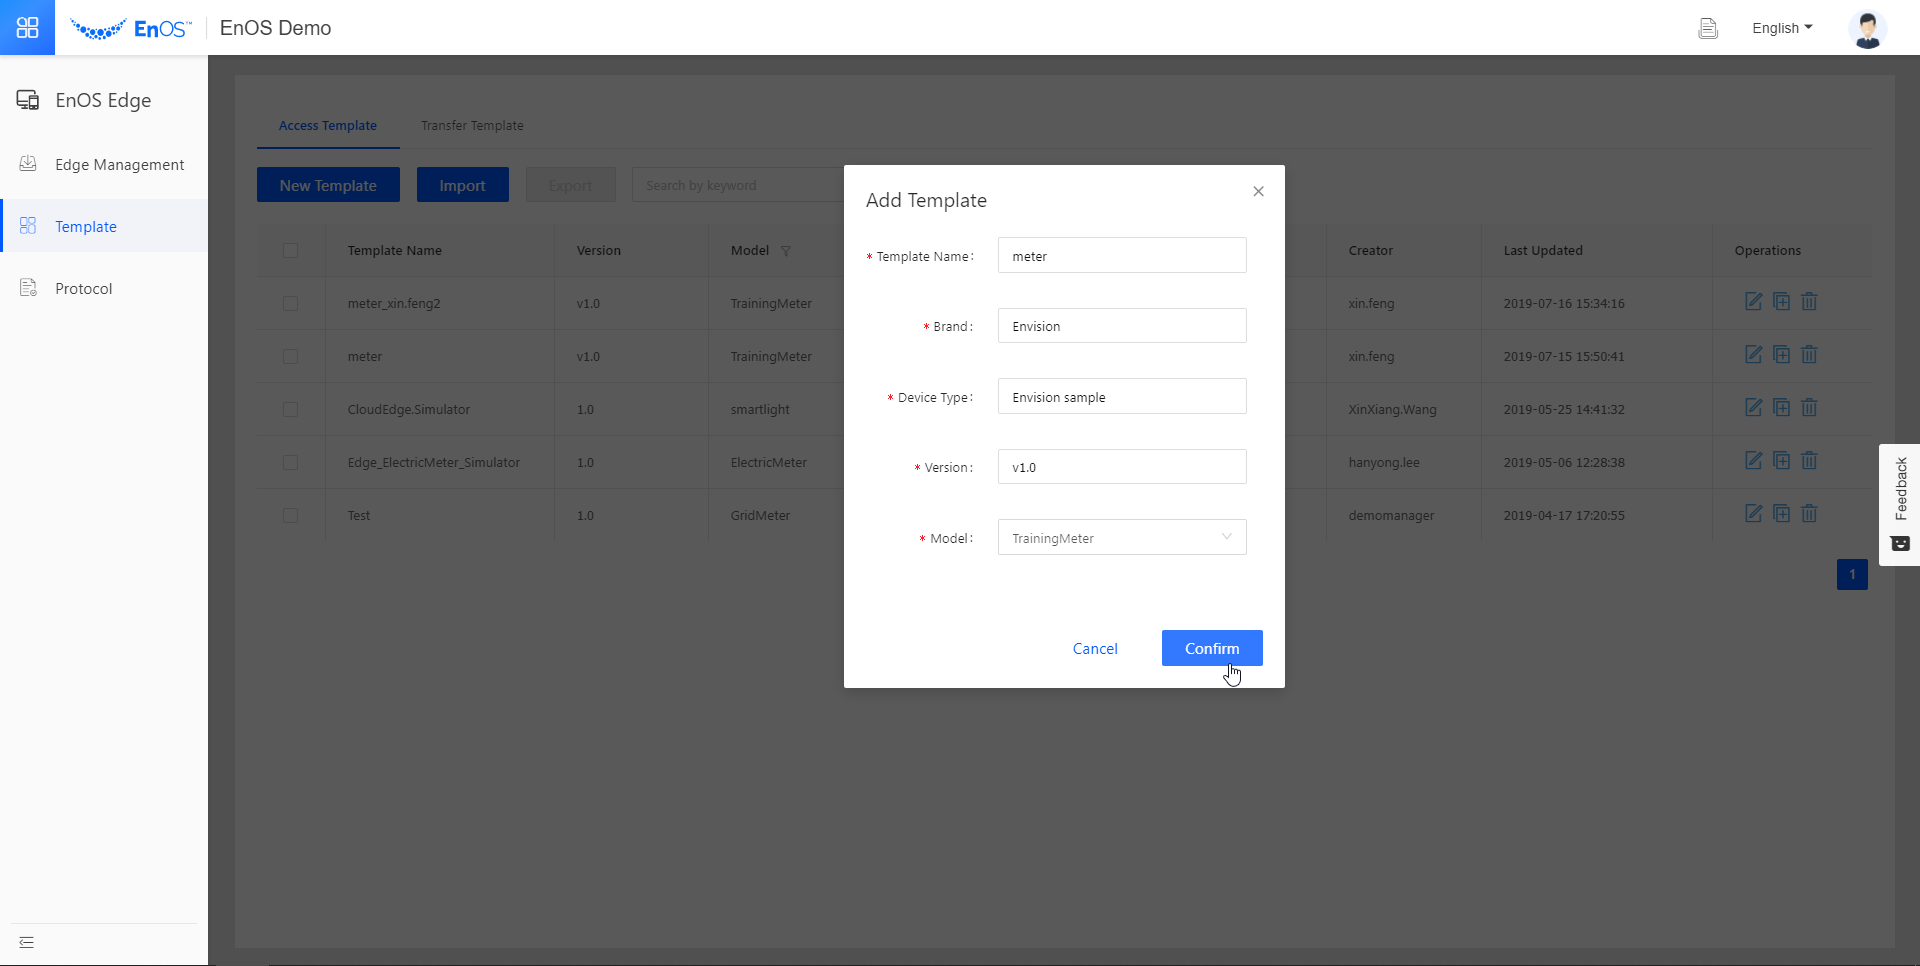 EnOS™ EnOS Demo English
EnOS Edge
Edge Management
Template
Protocol
Access Template Transfer Template
New Template Import Export Search by keyword
Template Name Version Model Creator Last Updated Operations
meter_xin.feng2 v1.0 TrainingMeter xin.feng 2019-07-16 15:34:16
meter v1.0 TrainingMeter xin.feng 2019-07-15 15:50:41
CloudEdge.Simulator 1.0 smartlight XinXiang.Wang 2019-05-25 14:41:32
Edge_ElectricMeter_Simulator 1.0 ElectricMeter hanyong.lee 2019-05-06 12:28:38
Test 1.0 GridMeter demomanager 2019-04-17 17:20:55
1
Add Template
* Template Name: meter
* Brand: Envision
* Device Type: Envision sample
* Version: v1.0
* Model: TrainingMeter
Cancel Confirm
Feedback